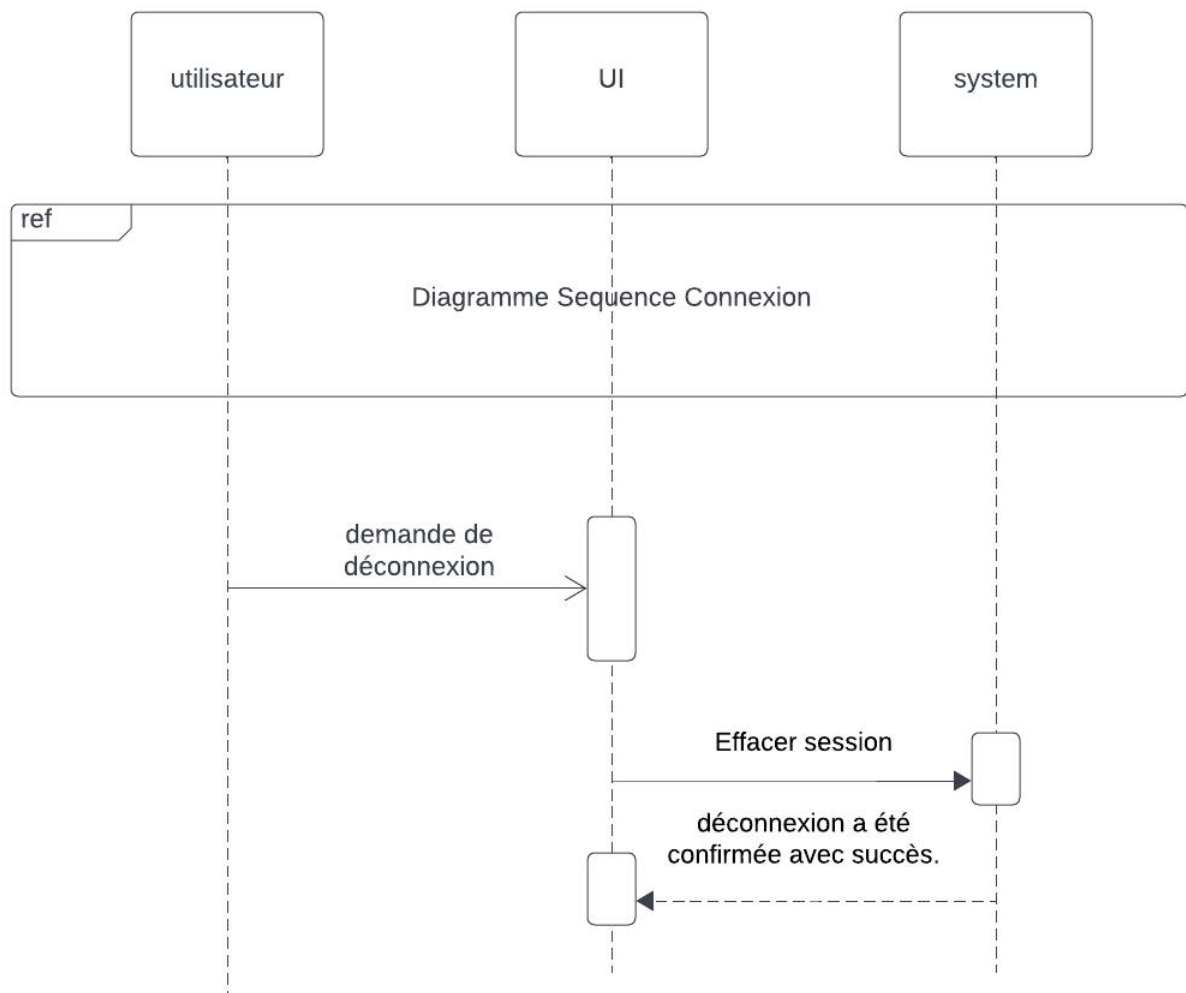 utilisateur
UI
system
ref
Diagramme Sequence Connexion
demande de
déconnexion
Effacer session
déconnexion a été
confirmée avec succès.